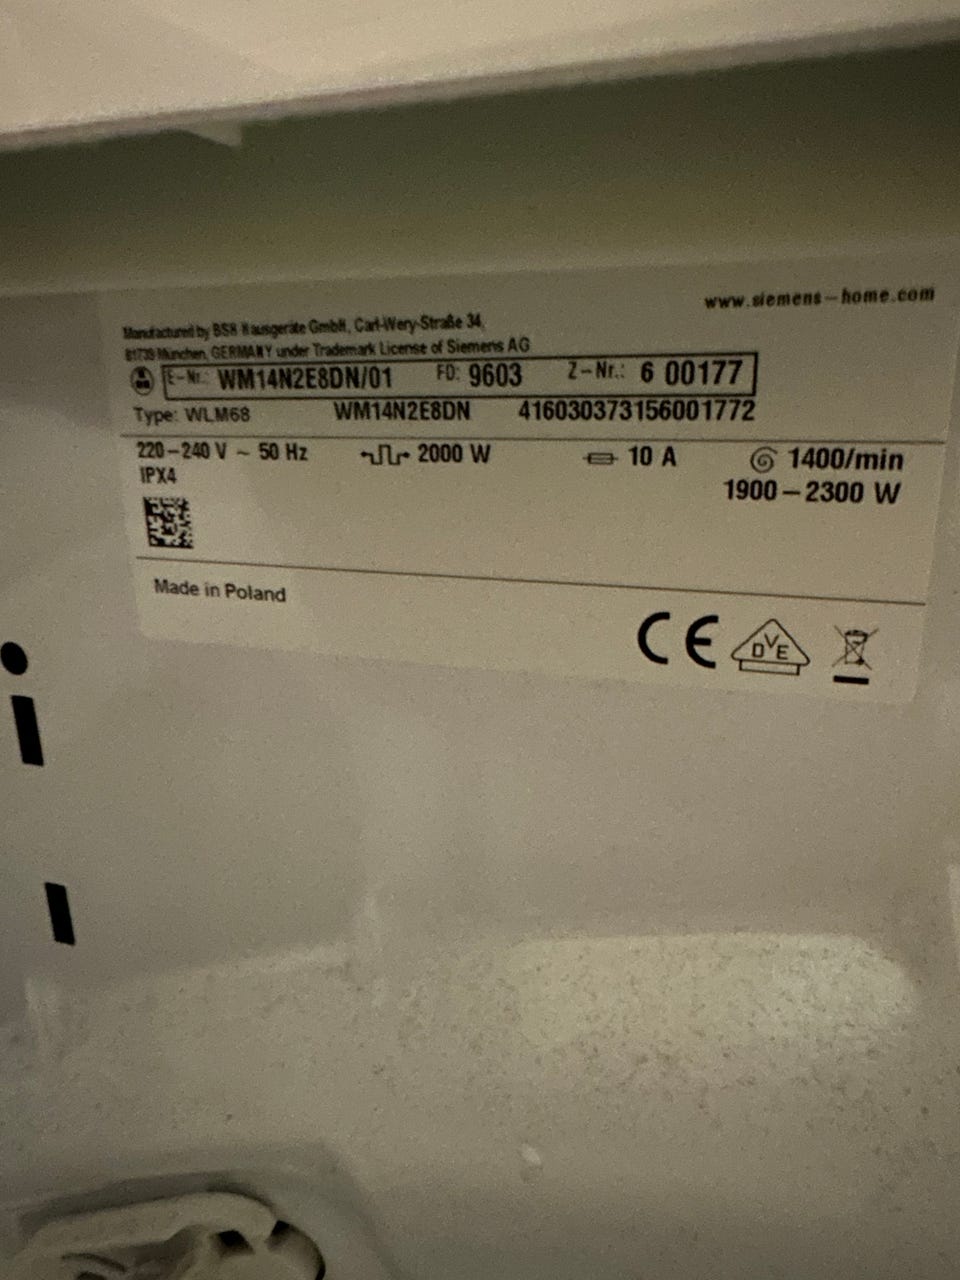 www.siemens-home.com
Manufactured by BSH Hausgeräte GmbH, Carl-Wery-Straße 34,
81739 München, GERMANY under Trademark License of Siemens AG
E-Nr.: WM14N2E8DN/01 FD: 9603 Z-Nr.: 6 00177
Type: WLM68 WM14N2E8DN 416030373156001772
220-240 V ~ 50 Hz 2000 W 10 A 1400/min
IPX4 1900-2300 W
Made in Poland
CE DVE